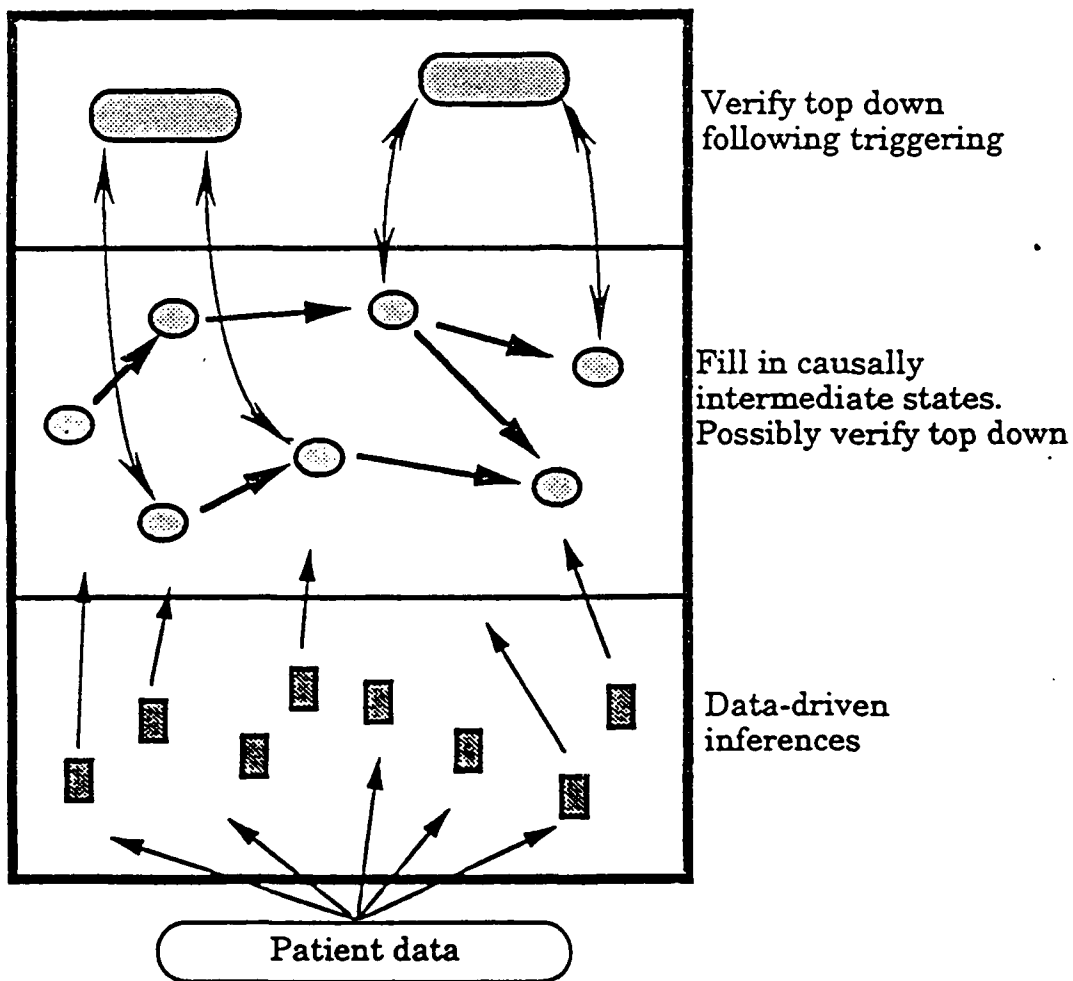 Verify top down
following triggering
Fill in causally
intermediate states.
Possibly verify top down
Data-driven
inferences
Patient data